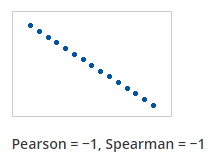 Pearson = −1, Spearman = −1